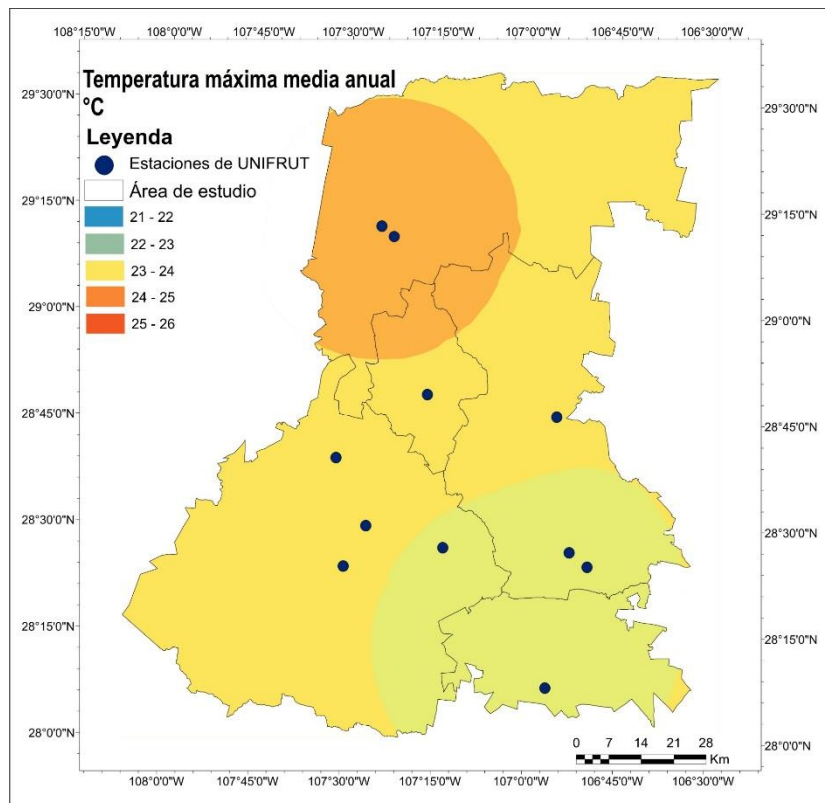 108°15'0"W 108°0'0"W 107°45'0"W 107°30'0"W 107°15'0"W 107°0'0"W 106°45'0"W 106°30'0"W
Temperatura máxima media anual
°C
Leyenda
Estaciones de UNIFRUT
Área de estudio
21 - 22
22 - 23
23 - 24
24 - 25
25 - 26
29°30'0"N 29°30'0"N
29°15'0"N 29°15'0"N
29°0'0"N 29°0'0"N
28°45'0"N 28°45'0"N
28°30'0"N 28°30'0"N
28°15'0"N 28°15'0"N
28°0'0"N 28°0'0"N
0 7 14 21 28
Km
108°0'0"W 107°45'0"W 107°30'0"W 107°15'0"W 107°0'0"W 106°45'0"W 106°30'0"W